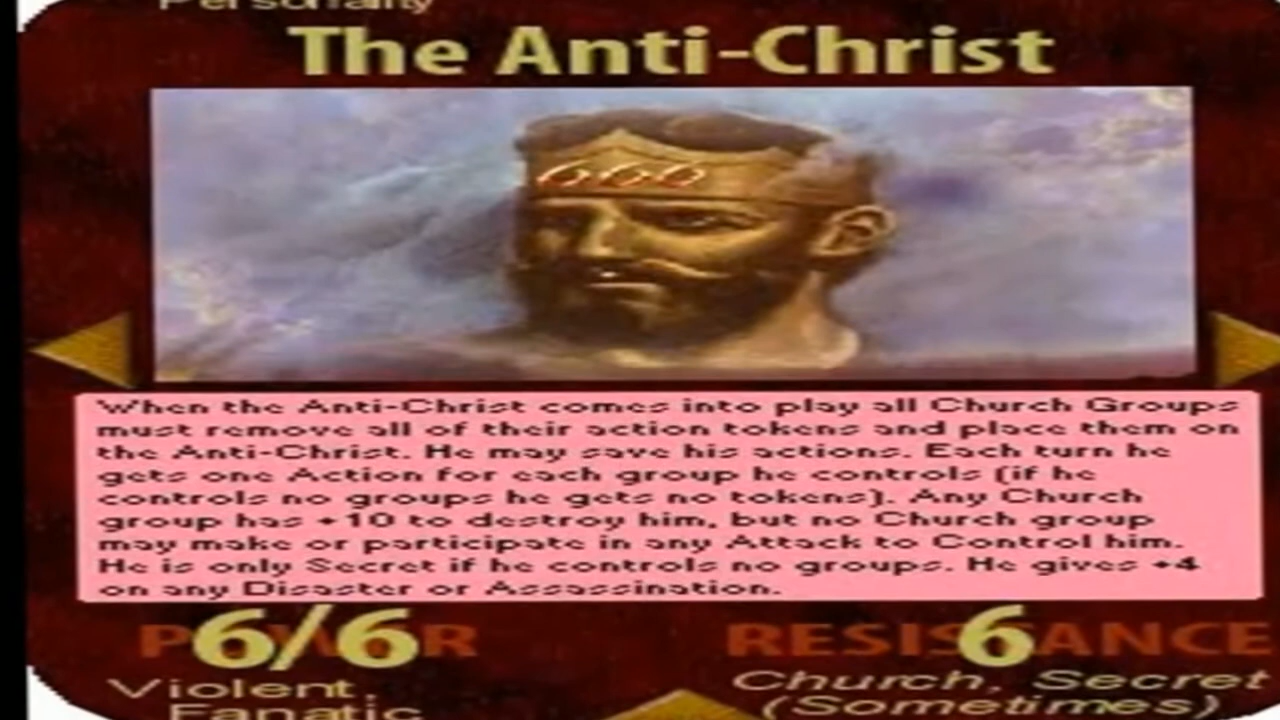 Personality
The Anti-Christ
666
When the Anti-Christ comes into play all Church Groups
must remove all of their action tokens and place them on
the Anti-Christ. He may save his actions. Each turn he
gets one Action for each group he controls (if he
controls no groups he gets no tokens). Any Church
group has +10 to destroy him, but no Church group
may make or participate in any Attack to Control him.
He is only Secret if he controls no groups. He gives +4
on any Disaster or Assassination.
POWER 6/6
RESISTANCE 6
Violent,
Fanatic
Church, Secret
(Sometimes)